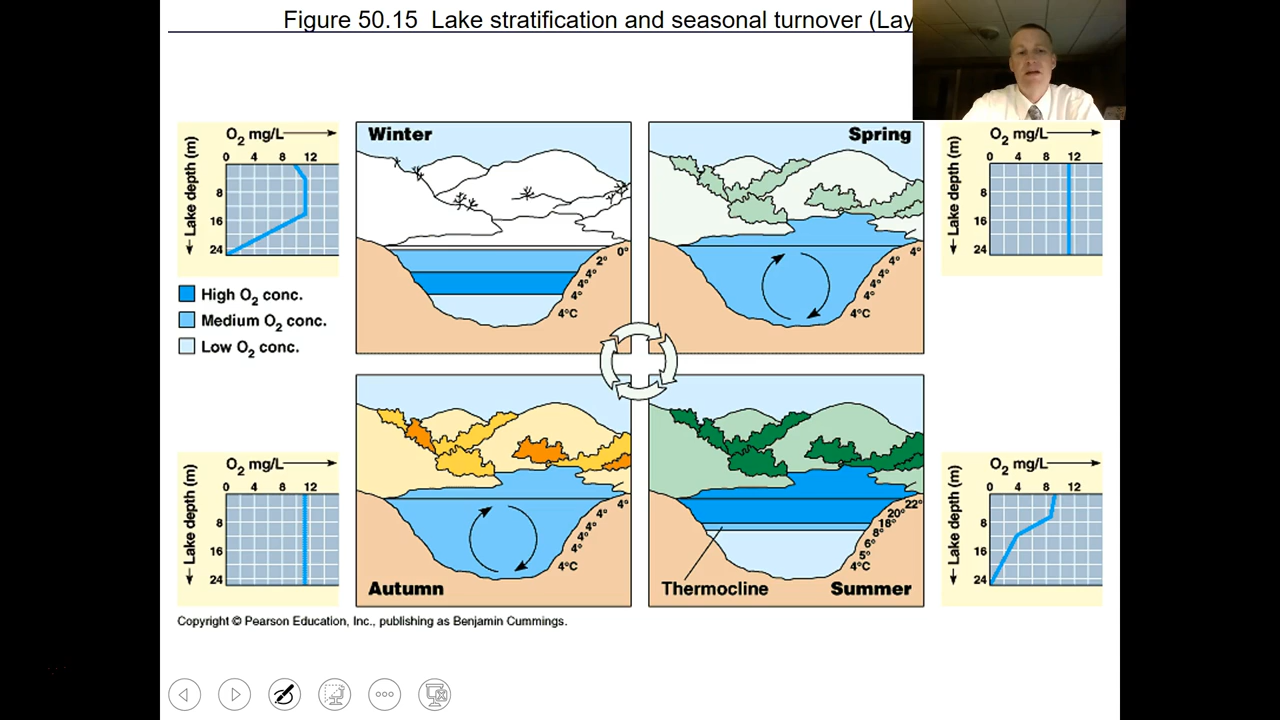 Figure 50.15 Lake stratification and seasonal turnover (Lay
O2 mg/L
0 4 8 12
Lake depth (m)
8
16
24
Winter
0°
2°
4°
4°
4°
4°C
Spring
4°
4°
4°
4°
4°
4°C
O2 mg/L
0 4 8 12
Lake depth (m)
8
16
24
High O2 conc.
Medium O2 conc.
Low O2 conc.
O2 mg/L
0 4 8 12
Lake depth (m)
8
16
24
4°
4°
4°
4°
4°
4°C
Autumn
22°
20°
18°
8°
6°
5°
4°C
Thermocline
Summer
O2 mg/L
0 4 8 12
Lake depth (m)
8
16
24
Copyright © Pearson Education, Inc., publishing as Benjamin Cummings.